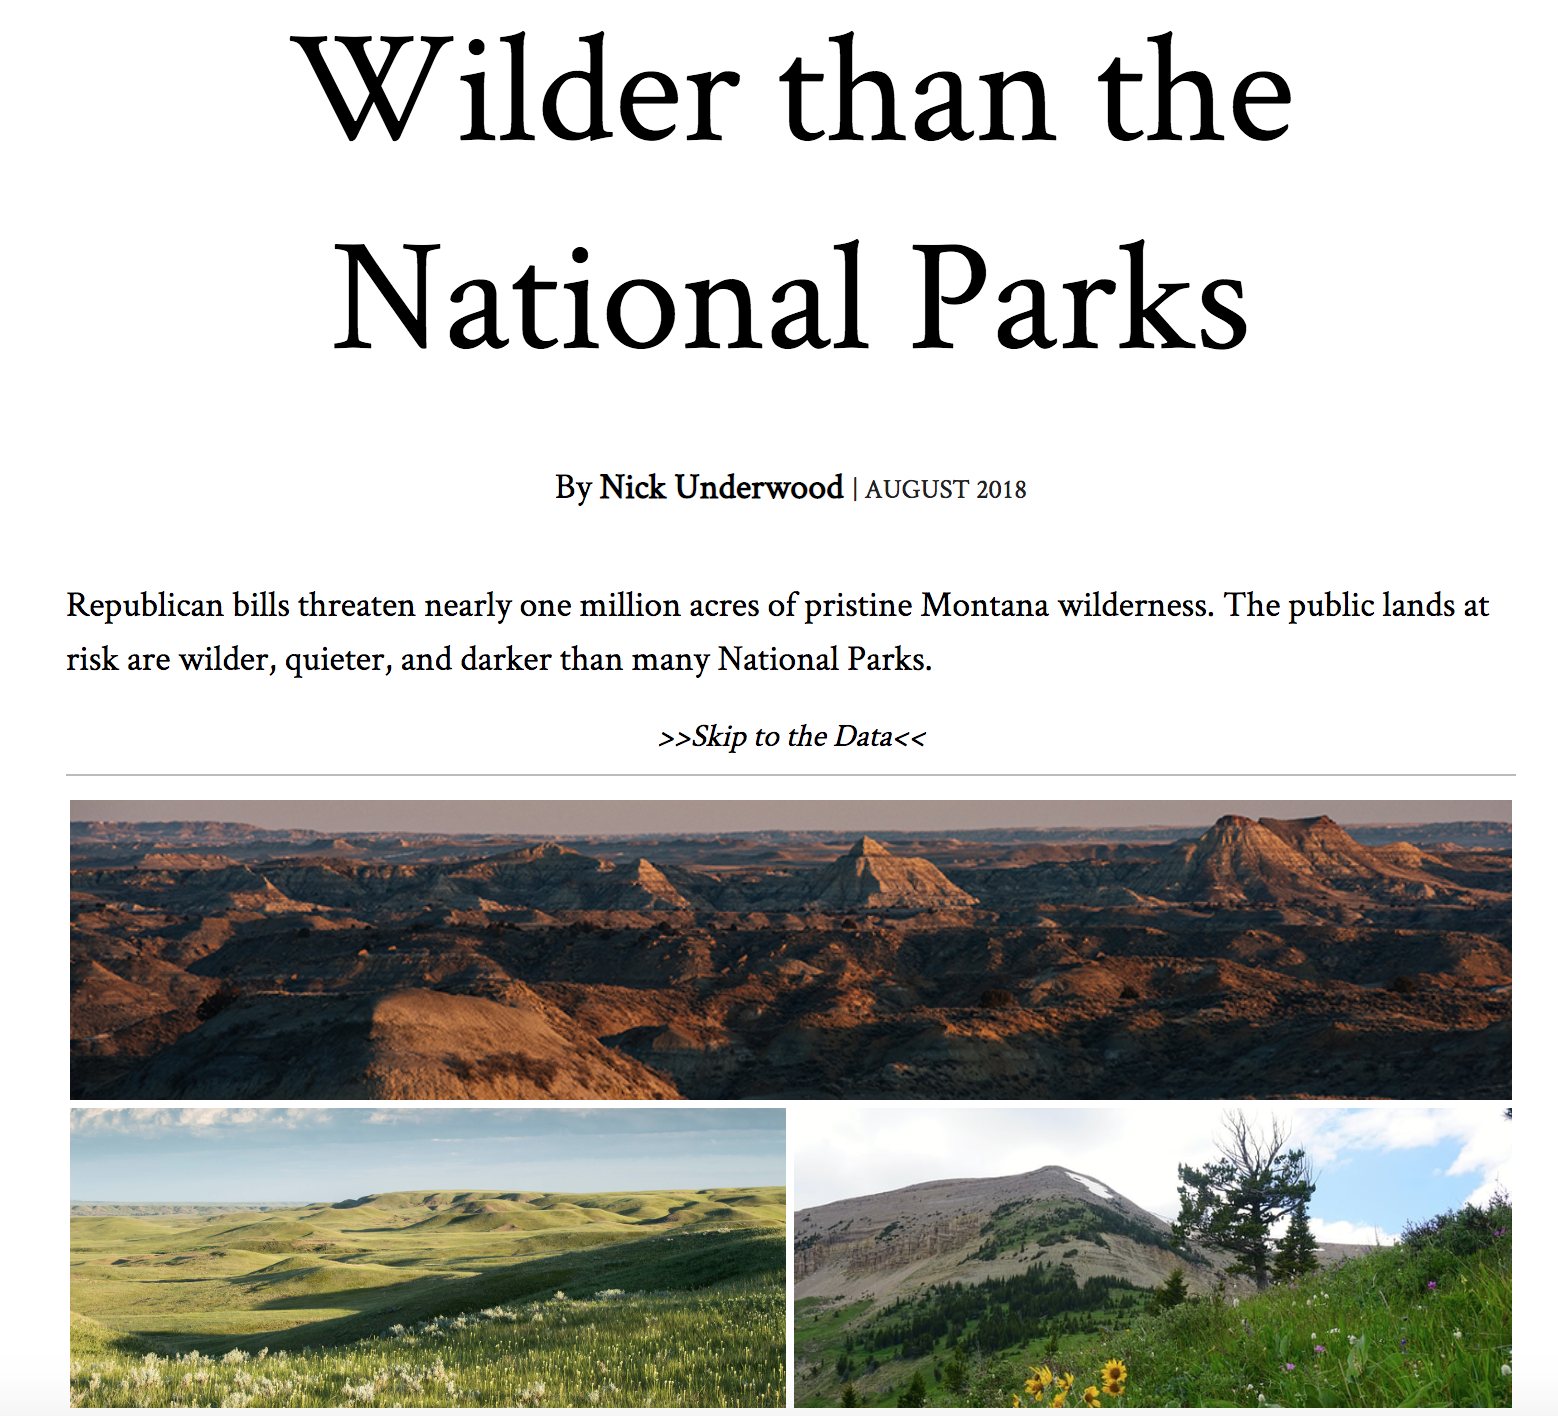 Wilder than the
National Parks
By Nick Underwood | AUGUST 2018
Republican bills threaten nearly one million acres of pristine Montana wilderness. The public lands at
risk are wilder, quieter, and darker than many National Parks.
>>Skip to the Data<<